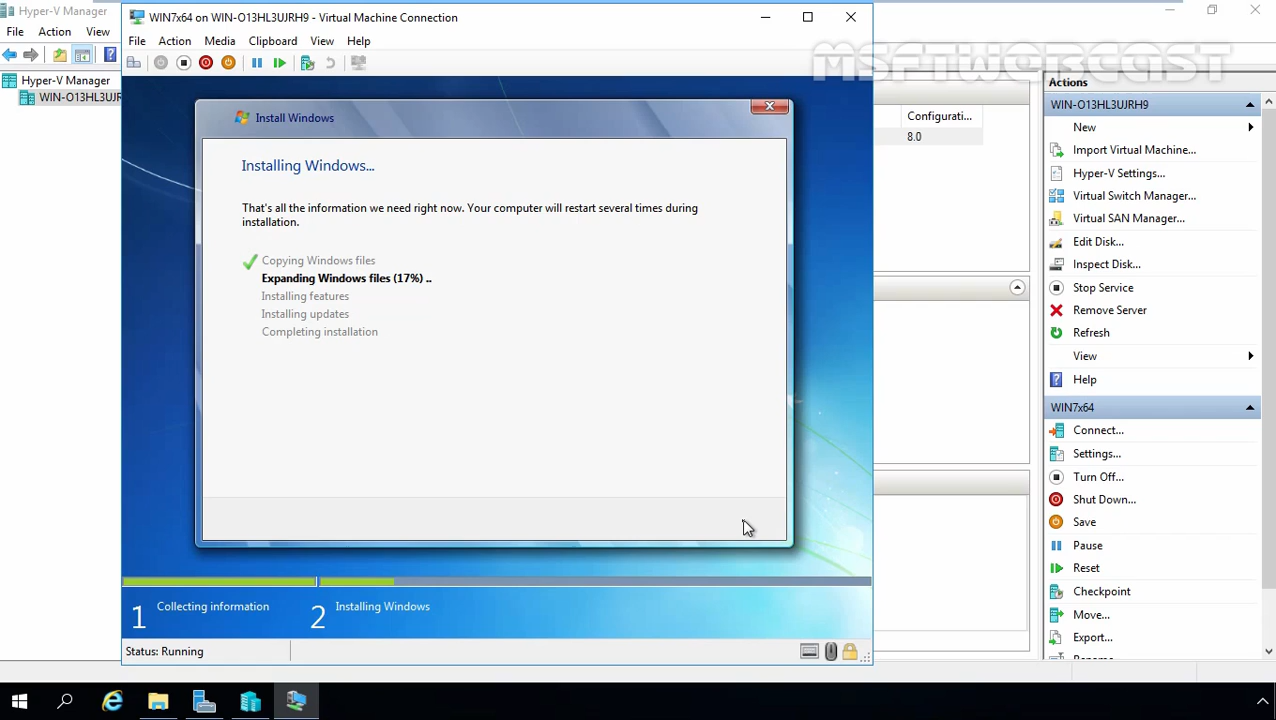 Hyper-V Manager
File Action View
Hyper-V Manager
WIN-O13HL3UJR
WIN7x64 on WIN-O13HL3UJRH9 - Virtual Machine Connection
File Action Media Clipboard View Help
MSFTWEBCAST
Install Windows
Installing Windows...
That's all the information we need right now. Your computer will restart several times during
installation.
Copying Windows files
Expanding Windows files (17%) ..
Installing features
Installing updates
Completing installation
1 Collecting information
2 Installing Windows
Status: Running
Configurati...
8.0
Actions
WIN-O13HL3UJRH9
New
Import Virtual Machine...
Hyper-V Settings...
Virtual Switch Manager...
Virtual SAN Manager...
Edit Disk...
Inspect Disk...
Stop Service
Remove Server
Refresh
View
Help
WIN7x64
Connect...
Settings...
Turn Off...
Shut Down...
Save
Pause
Reset
Checkpoint
Move...
Export...